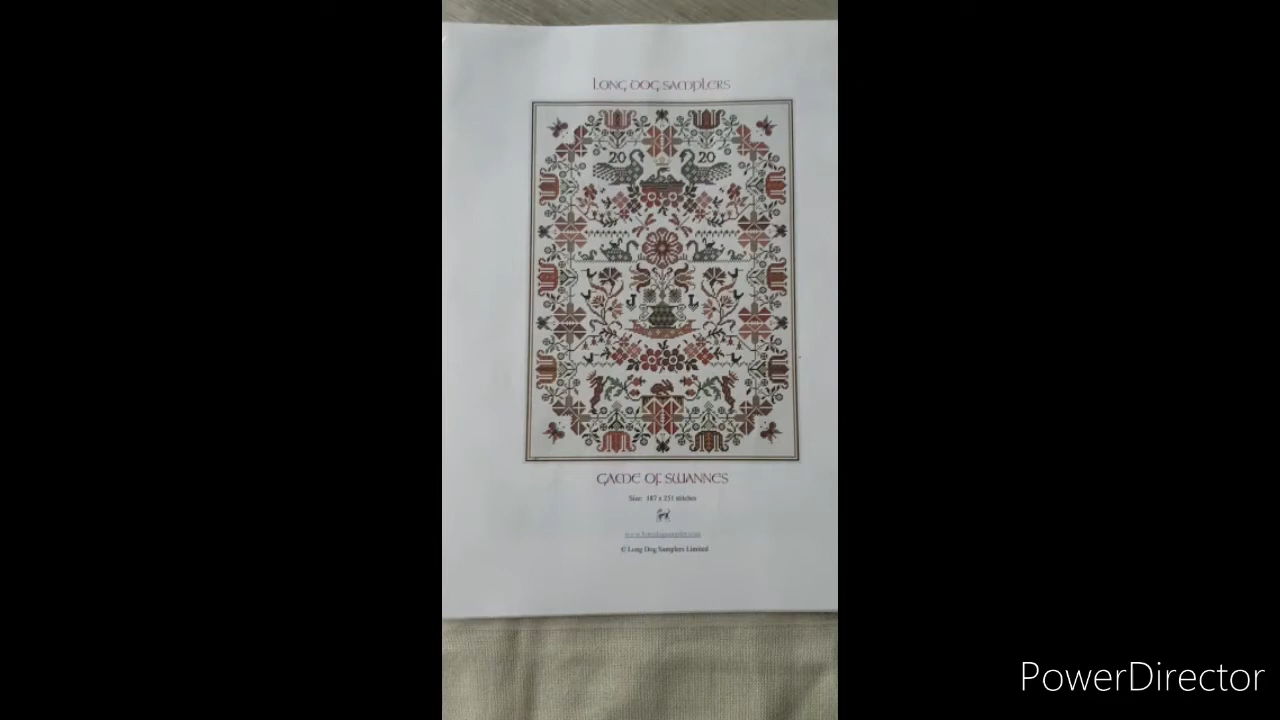 LONG DOG SAMPLERS
20 20
J L
GAME OF SWANNES
Size: 187 x 251 stitches
© Long Dog Samplers Limited
PowerDirector